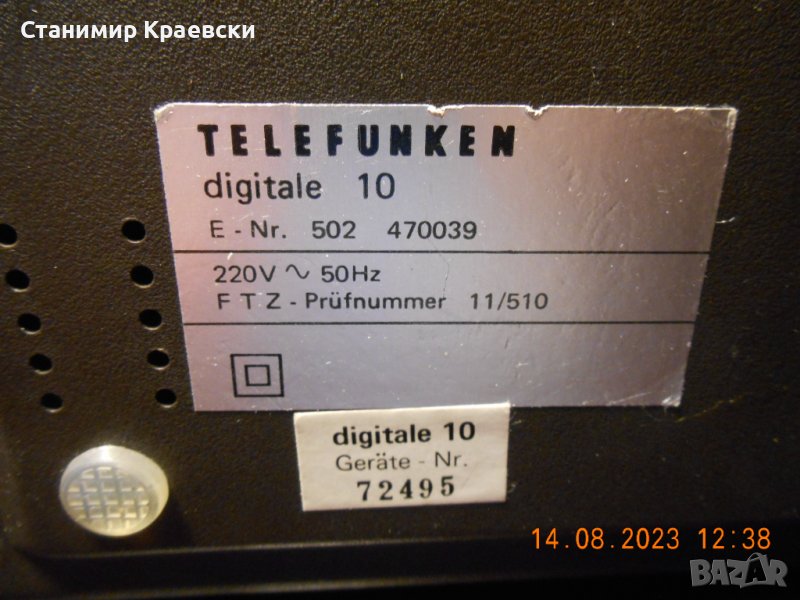 Станимир Краевски
TELEFUNKEN
digitale 10
E - Nr. 502 470039
220V ~ 50Hz
F T Z - Prüfnummer 11/510
digitale 10
Geräte - Nr.
72495
14.08.2023 12:38
BAZAR